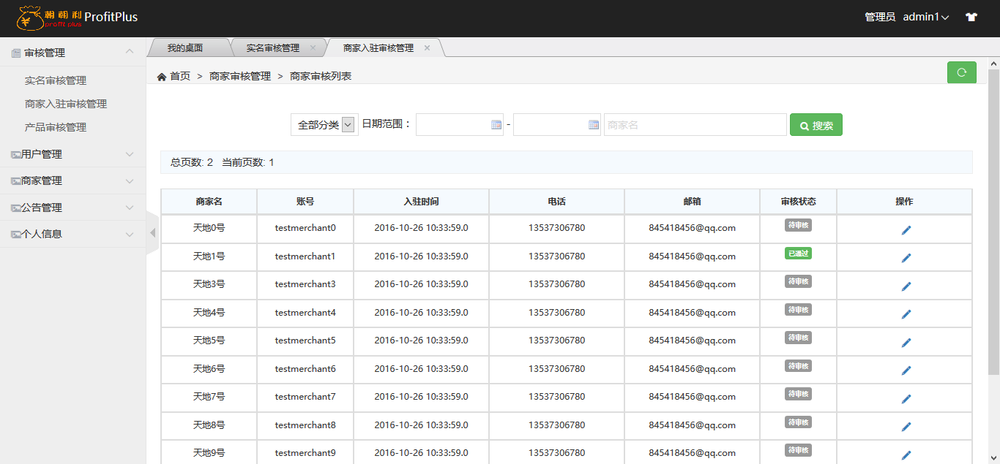 朝朝利 ProfitPlus
profit plus
管理员 admin1
审核管理
实名审核管理
商家入驻审核管理
产品审核管理
用户管理
商家管理
公告管理
个人信息
我的桌面 实名审核管理 × 商家入驻审核管理 ×
首页 > 商家审核管理 > 商家审核列表
全部分类 日期范围： - 商家名 搜索
总页数: 2 当前页数: 1
商家名 账号 入驻时间 电话 邮箱 审核状态 操作
天地0号 testmerchant0 2016-10-26 10:33:59.0 13537306780 845418456@qq.com 待审核
天地1号 testmerchant1 2016-10-26 10:33:59.0 13537306780 845418456@qq.com 已通过
天地3号 testmerchant3 2016-10-26 10:33:59.0 13537306780 845418456@qq.com 待审核
天地4号 testmerchant4 2016-10-26 10:33:59.0 13537306780 845418456@qq.com 待审核
天地5号 testmerchant5 2016-10-26 10:33:59.0 13537306780 845418456@qq.com 待审核
天地6号 testmerchant6 2016-10-26 10:33:59.0 13537306780 845418456@qq.com 待审核
天地7号 testmerchant7 2016-10-26 10:33:59.0 13537306780 845418456@qq.com 待审核
天地8号 testmerchant8 2016-10-26 10:33:59.0 13537306780 845418456@qq.com 待审核
天地9号 testmerchant9 2016-10-26 10:33:59.0 13537306780 845418456@qq.com 待审核